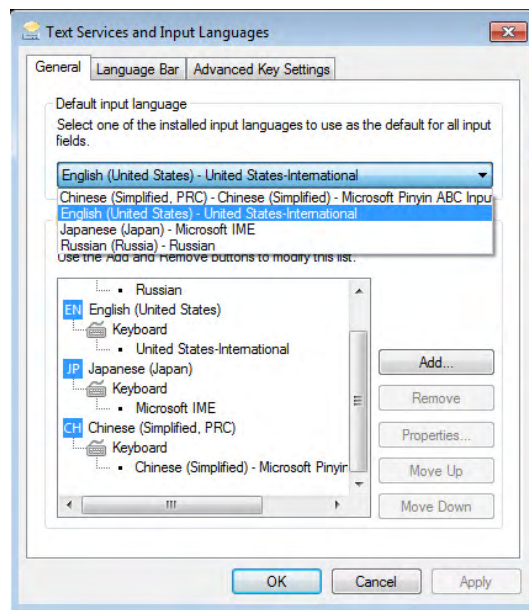 Text Services and Input Languages
General
Language Bar
Advanced Key Settings
Default input language
Select one of the installed input languages to use as the default for all input
fields.
English (United States) - United States-International
Chinese (Simplified, PRC) - Chinese (Simplified) - Microsoft Pinyin ABC Inpu
English (United States) - United States-International
Japanese (Japan) - Microsoft IME
Russian (Russia) - Russian
Use the Add and Remove buttons to modify this list.
Russian
EN English (United States)
Keyboard
United States-International
JP Japanese (Japan)
Keyboard
Microsoft IME
CH Chinese (Simplified, PRC)
Keyboard
Chinese (Simplified) - Microsoft Pinyin
Add...
Remove
Properties...
Move Up
Move Down
OK
Cancel
Apply